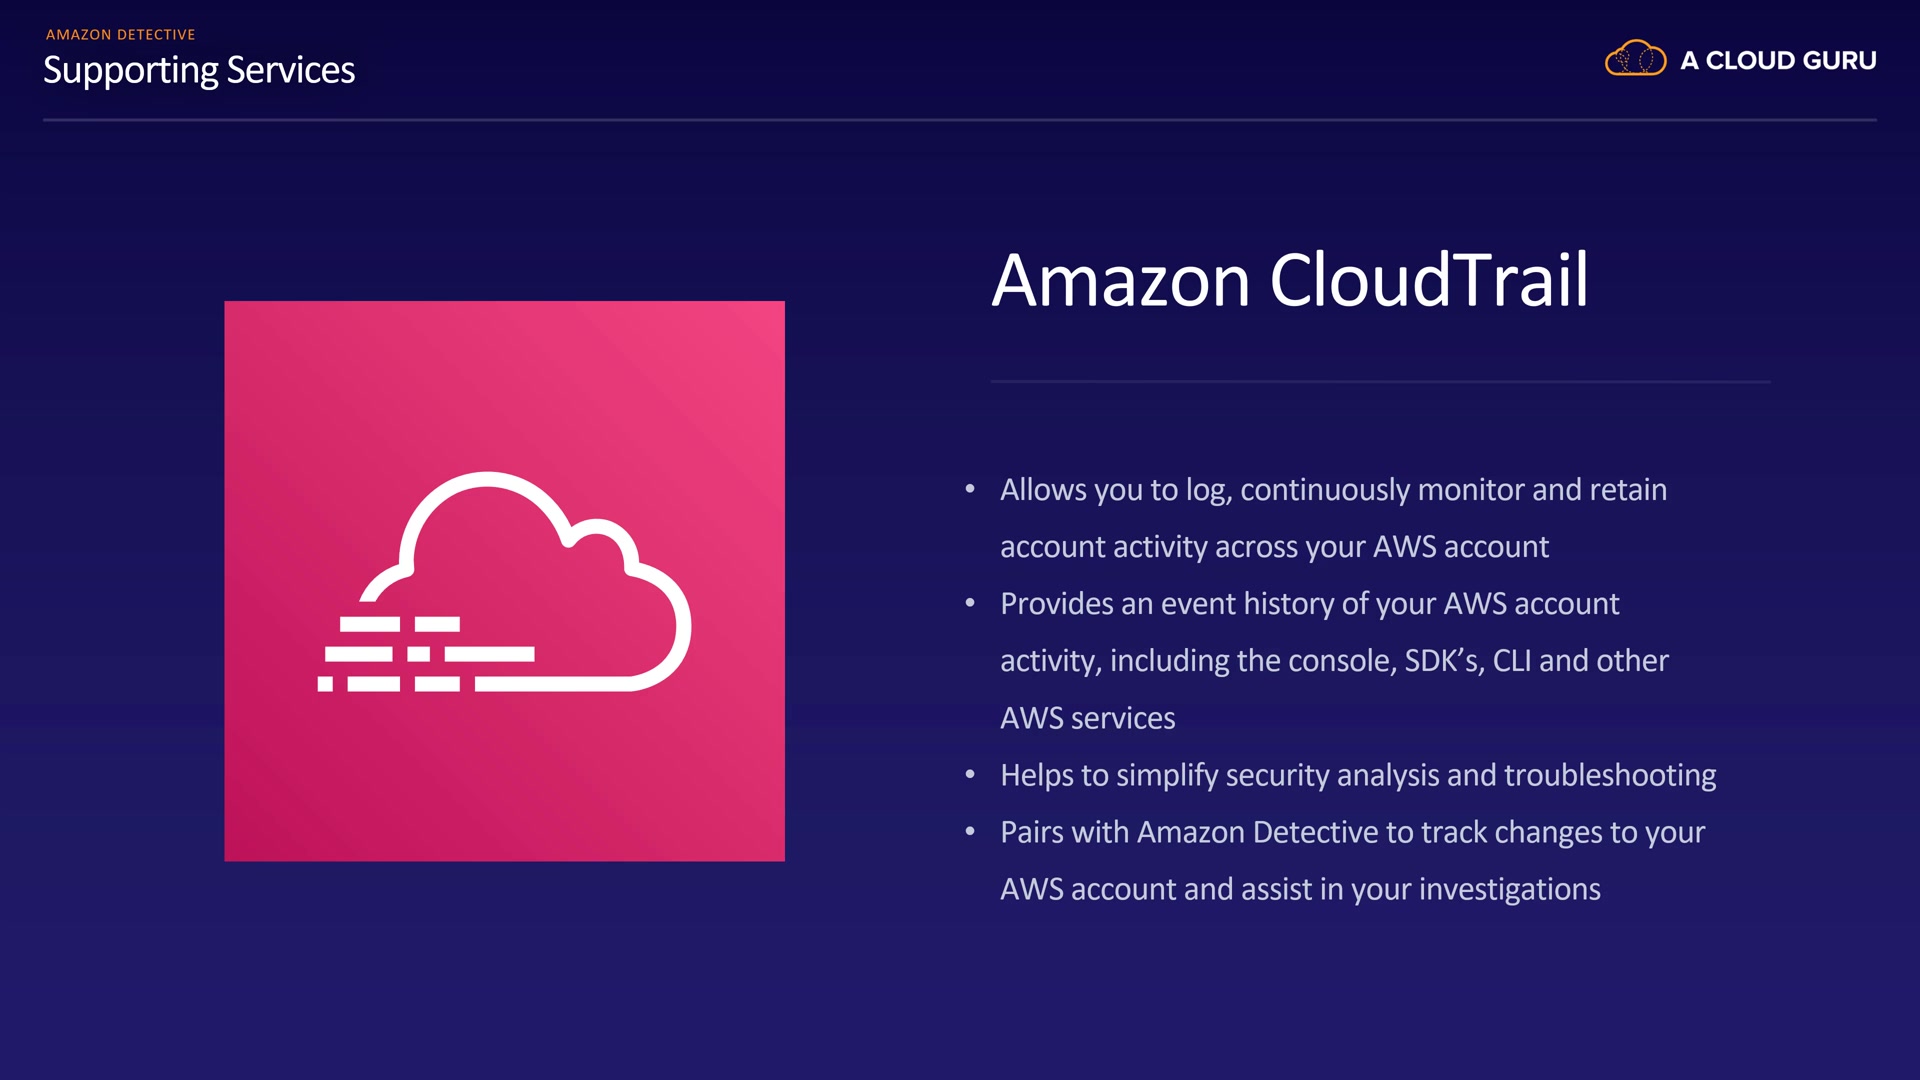 AMAZON DETECTIVE
Supporting Services
A CLOUD GURU
Amazon CloudTrail
• Allows you to log, continuously monitor and retain
account activity across your AWS account
• Provides an event history of your AWS account
activity, including the console, SDK’s, CLI and other
AWS services
• Helps to simplify security analysis and troubleshooting
• Pairs with Amazon Detective to track changes to your
AWS account and assist in your investigations